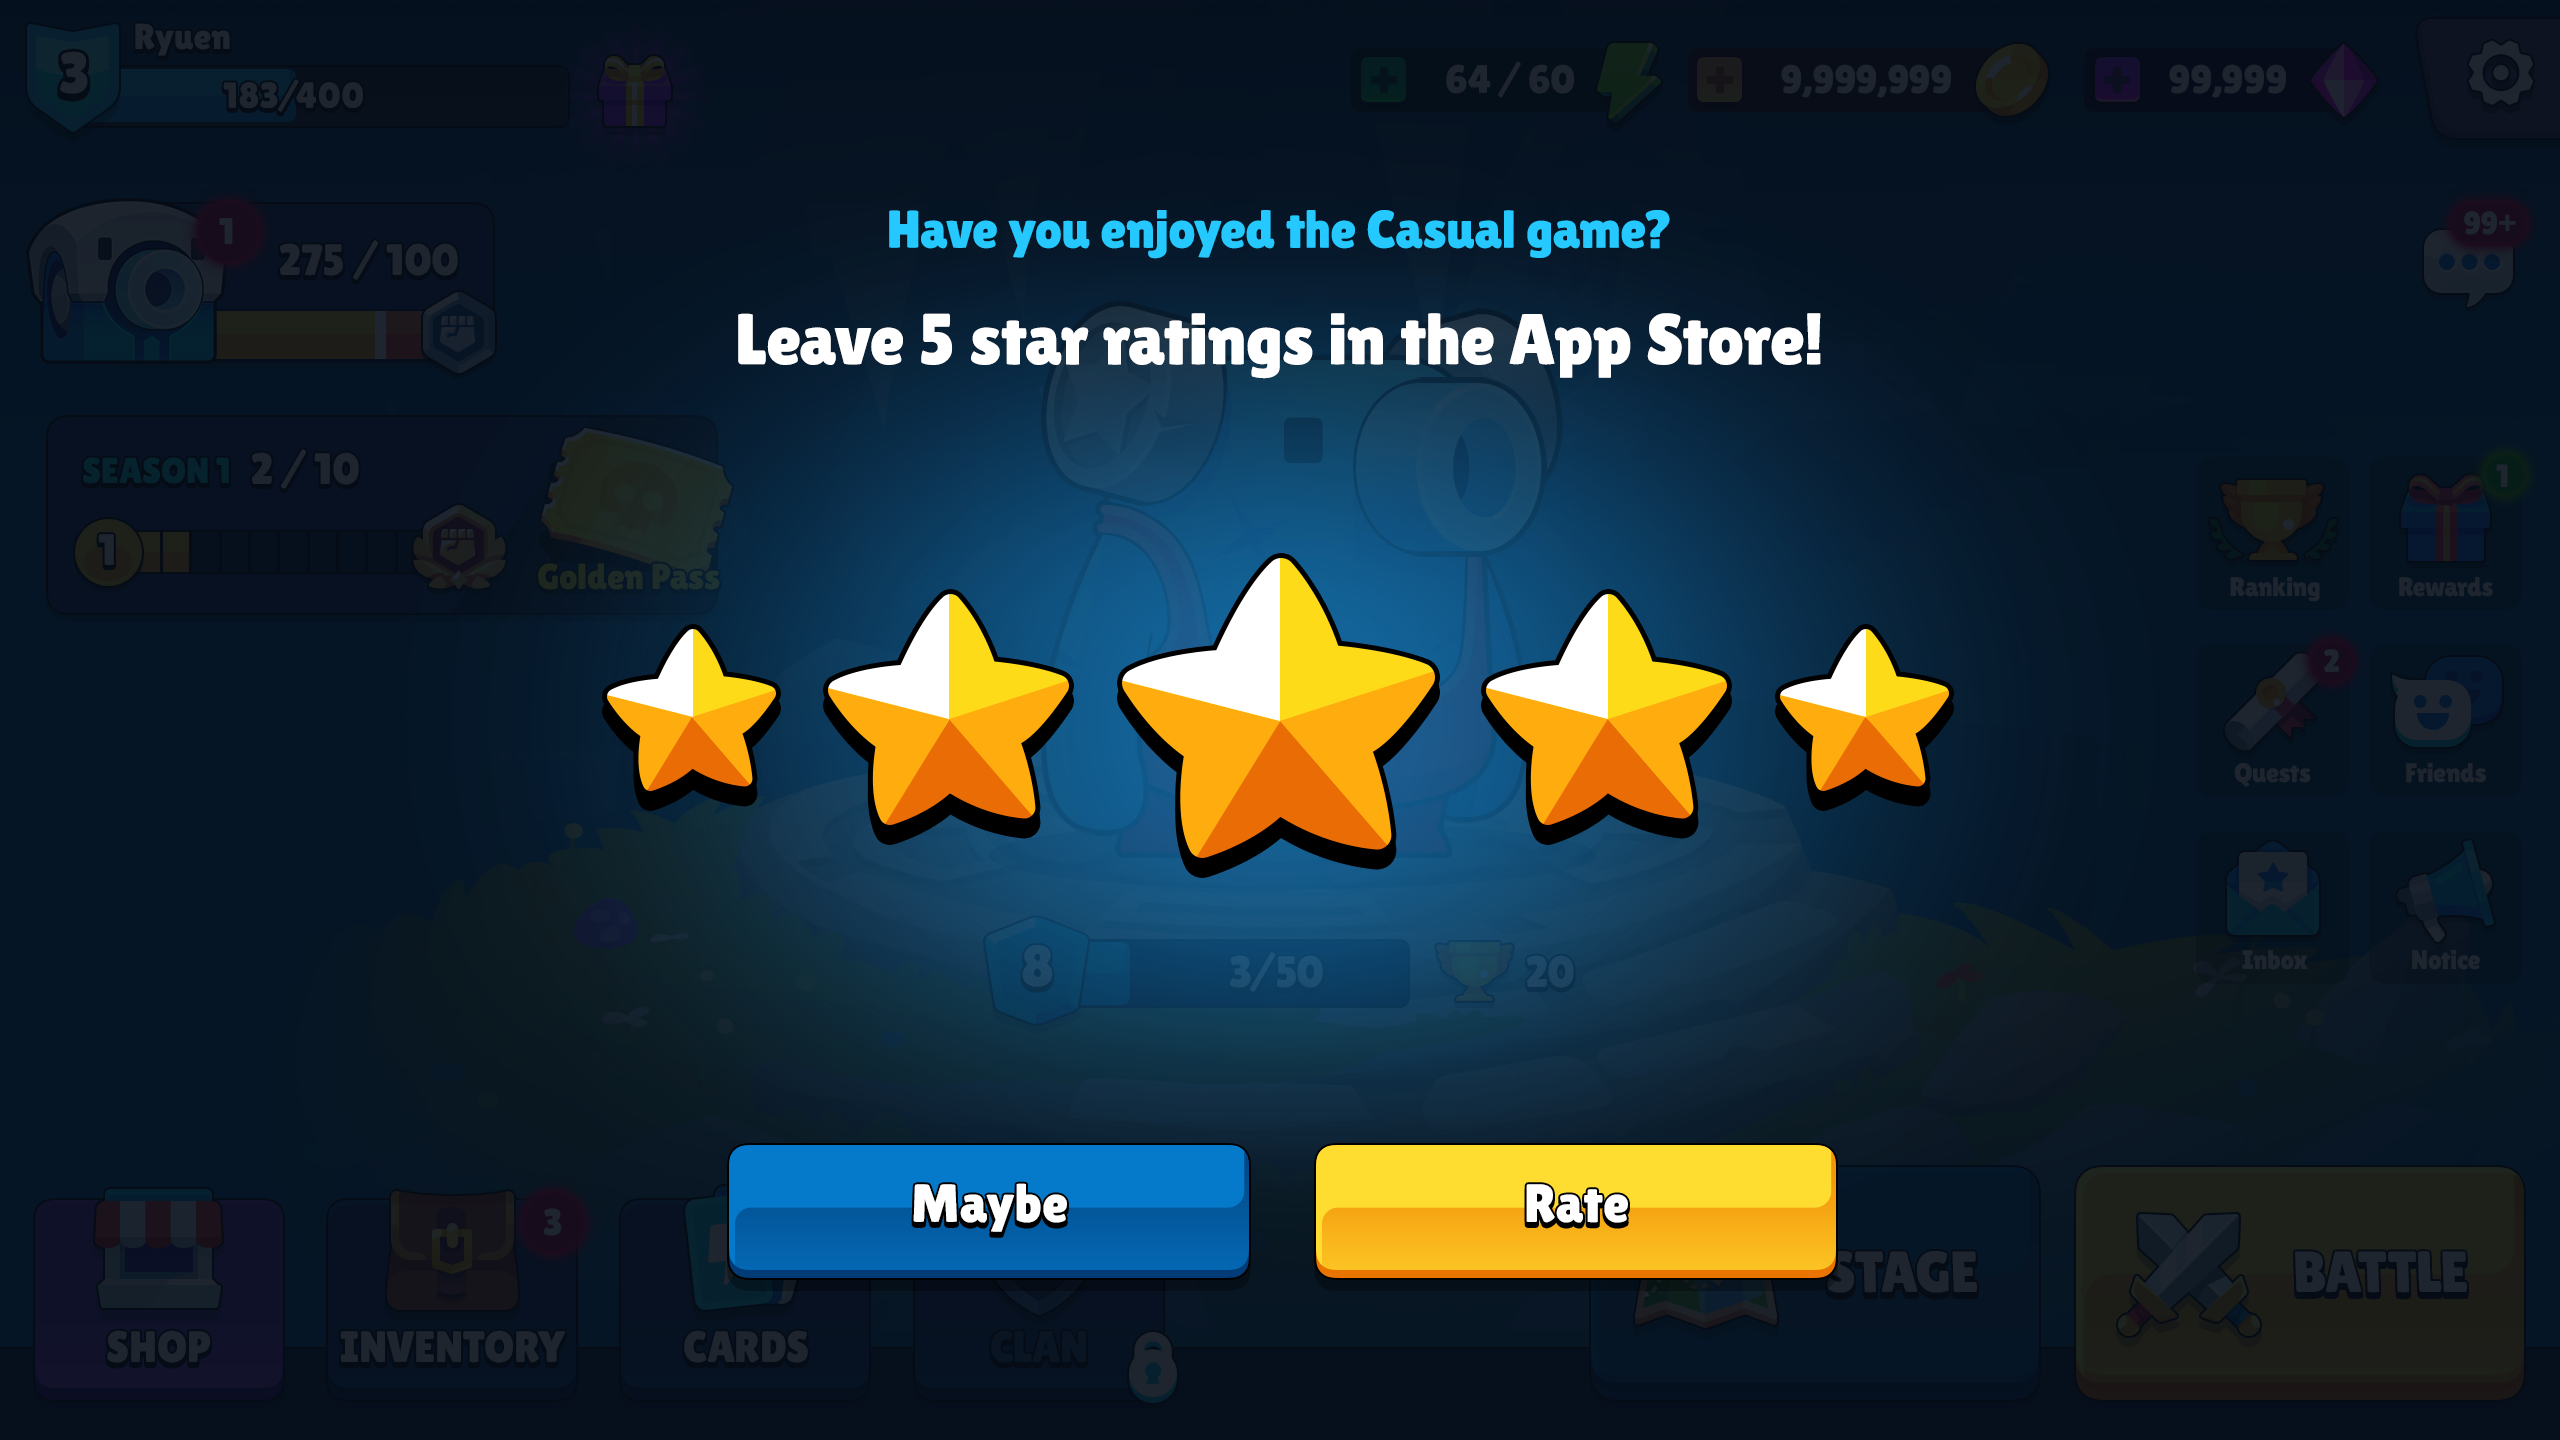 Ryuen
3
183/400
64 / 60
9,999,999
99,999
1
275 / 100
99+
Have you enjoyed the Casual game?
Leave 5 star ratings in the App Store!
SEASON 1 2 / 10
1
Golden Pass
1
Ranking
Rewards
2
Quests
Friends
8
3/50
20
Inbox
Notice
Maybe
Rate
3
SHOP
INVENTORY
CARDS
CLAN
STAGE
BATTLE